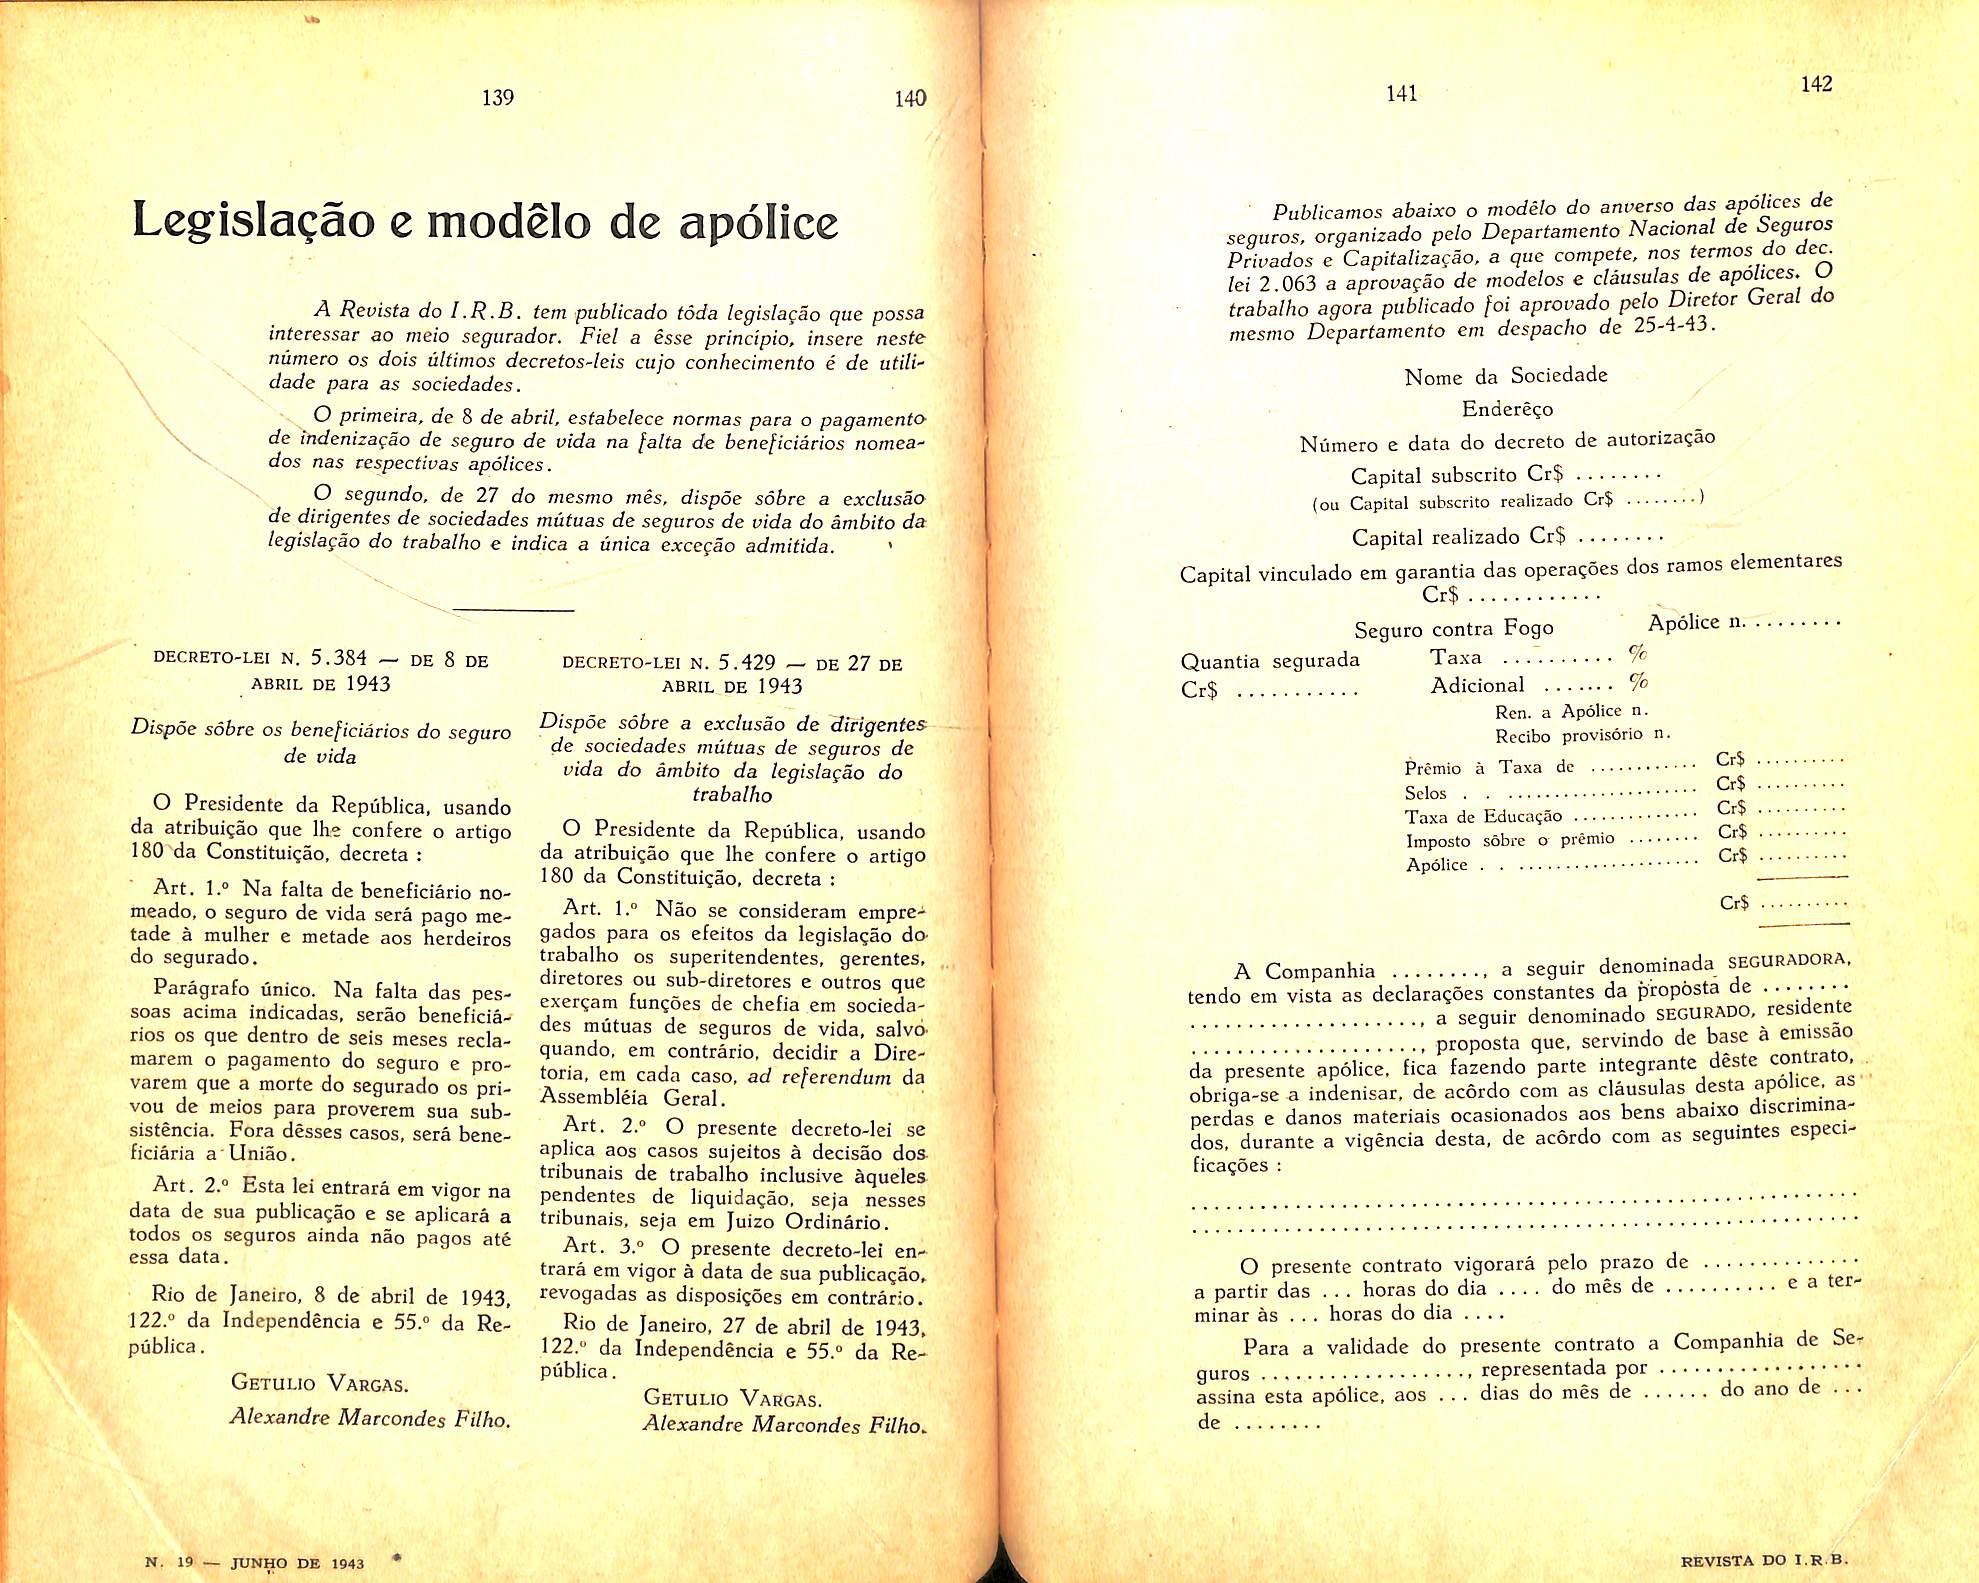 139
140
Legislação e modêlo de apólice
A Revista do I.R.B. tem publicado tôda legislação que possa
interessar ao meio segurador. Fiel a êsse princípio, insere neste
número os dois últimos decretos-leis cujo conhecimento é de utili-
dade para as sociedades.
O primeira, de 8 de abril, estabelece normas para o pagamento
de indenização de seguro de vida na falta de beneficiários nomea-
dos nas respectivas apólices.
O segundo, de 27 do mesmo mês, dispõe sôbre a exclusão
de dirigentes de sociedades mútuas de seguros de vida do âmbito da
legislação do trabalho e indica a única exceção admitida.
DECRETO-LEI N. 5.384 — DE 8 DE
ABRIL DE 1943
Dispõe sôbre os beneficiários do seguro
de vida
O Presidente da República, usando
da atribuição que lhe confere o artigo
180 da Constituição, decreta :
Art. 1.º Na falta de beneficiário no-
meado, o seguro de vida será pago me-
tade à mulher e metade aos herdeiros
do segurado.
Parágrafo único. Na falta das pes-
soas acima indicadas, serão beneficiá-
rios os que dentro de seis meses recla-
marem o pagamento do seguro e pro-
varem que a morte do segurado os pri-
vou de meios para proverem sua sub-
sistência. Fora dêsses casos, será bene-
ficiária a União.
Art. 2.º Esta lei entrará em vigor na
data de sua publicação e se aplicará a
todos os seguros ainda não pagos até
essa data.
Rio de Janeiro, 8 de abril de 1943,
122.º da Independência e 55.º da Re-
pública.
GETULIO VARGAS.
Alexandre Marcondes Filho.
DECRETO-LEI N. 5.429 — DE 27 DE
ABRIL DE 1943
Dispõe sôbre a exclusão de dirigentes
de sociedades mútuas de seguros de
vida do âmbito da legislação do
trabalho
O Presidente da República, usando
da atribuição que lhe confere o artigo
180 da Constituição, decreta :
Art. 1.º Não se consideram empre-
gados para os efeitos da legislação do
trabalho os superitendentes, gerentes,
diretores ou sub-diretores e outros que
exerçam funções de chefia em socieda-
des mútuas de seguros de vida, salvo
quando, em contrário, decidir a Dire-
toria, em cada caso, ad referendum da
Assembléia Geral.
Art. 2.º O presente decreto-lei se
aplica aos casos sujeitos à decisão dos
tribunais de trabalho inclusive àqueles
pendentes de liquidação, seja nesses
tribunais, seja em Juizo Ordinário.
Art. 3.º O presente decreto-lei en-
trará em vigor à data de sua publicação,
revogadas as disposições em contrário.
Rio de Janeiro, 27 de abril de 1943,
122.º da Independência e 55.º da Re-
pública.
GETULIO VARGAS.
Alexandre Marcondes Filho.
N. 19 — JUNHO DE 1943
141
142
Publicamos abaixo o modêlo do anverso das apólices de
seguros, organizado pelo Departamento Nacional de Seguros
Privados e Capitalização, a que compete, nos termos do dec.
lei 2.063 a aprovação de modelos e cláusulas de apólices. O
trabalho agora publicado foi aprovado pelo Diretor Geral do
mesmo Departamento em despacho de 25-4-43.
Nome da Sociedade
Enderêço
Número e data do decreto de autorização
Capital subscrito Cr$ ........
(ou Capital subscrito realizado Cr$ ........)
Capital realizado Cr$ ........
Capital vinculado em garantia das operações dos ramos elementares
Cr$ ............
Seguro contra Fogo Apólice n. ........
Quantia segurada Taxa .......... %
Cr$ ........... Adicional ....... %
Ren. a Apólice n.
Recibo provisório n.
Prêmio à Taxa de ............ Cr$ ..........
Selos . . ..................... Cr$ ..........
Taxa de Educação .............. Cr$ ..........
Imposto sôbre o prêmio ........ Cr$ ..........
Apólice . . .................... Cr$ ..........
Cr$ ..........
A Companhia ........, a seguir denominada SEGURADORA,
tendo em vista as declarações constantes da proposta de ........
...................., a seguir denominado SEGURADO, residente
...................., proposta que, servindo de base à emissão
da presente apólice, fica fazendo parte integrante dêste contrato,
obriga-se a indenisar, de acôrdo com as cláusulas desta apólice, as
perdas e danos materiais ocasionados aos bens abaixo discrimina-
dos, durante a vigência desta, de acôrdo com as seguintes especi-
ficações :
..........................................................
..........................................................
O presente contrato vigorará pelo prazo de ..............
a partir das ... horas do dia .... do mês de .......... e a ter-
minar às ... horas do dia ....
Para a validade do presente contrato a Companhia de Se-
guros .................., representada por ..................
assina esta apólice, aos ... dias do mês de ...... do ano de ...
de ........
REVISTA DO I.R.B.